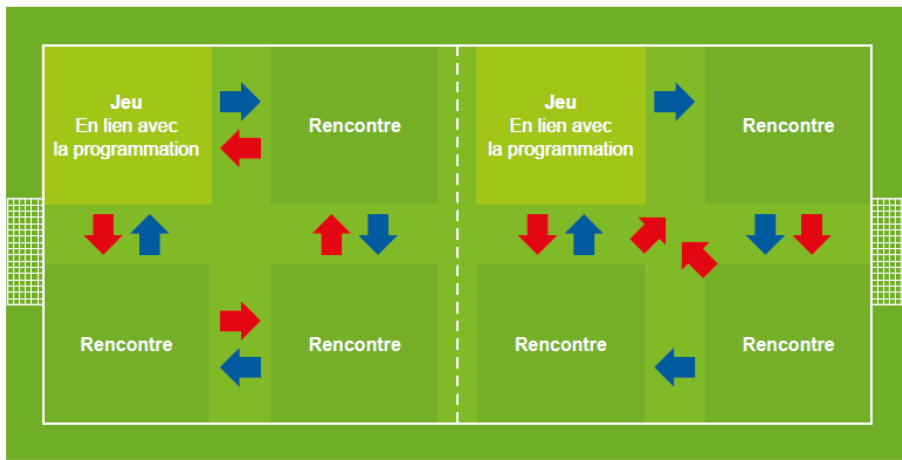 Jeu
En lien avec
la programmation
Rencontre
Jeu
En lien avec
la programmation
Rencontre
Rencontre
Rencontre
Rencontre
Rencontre